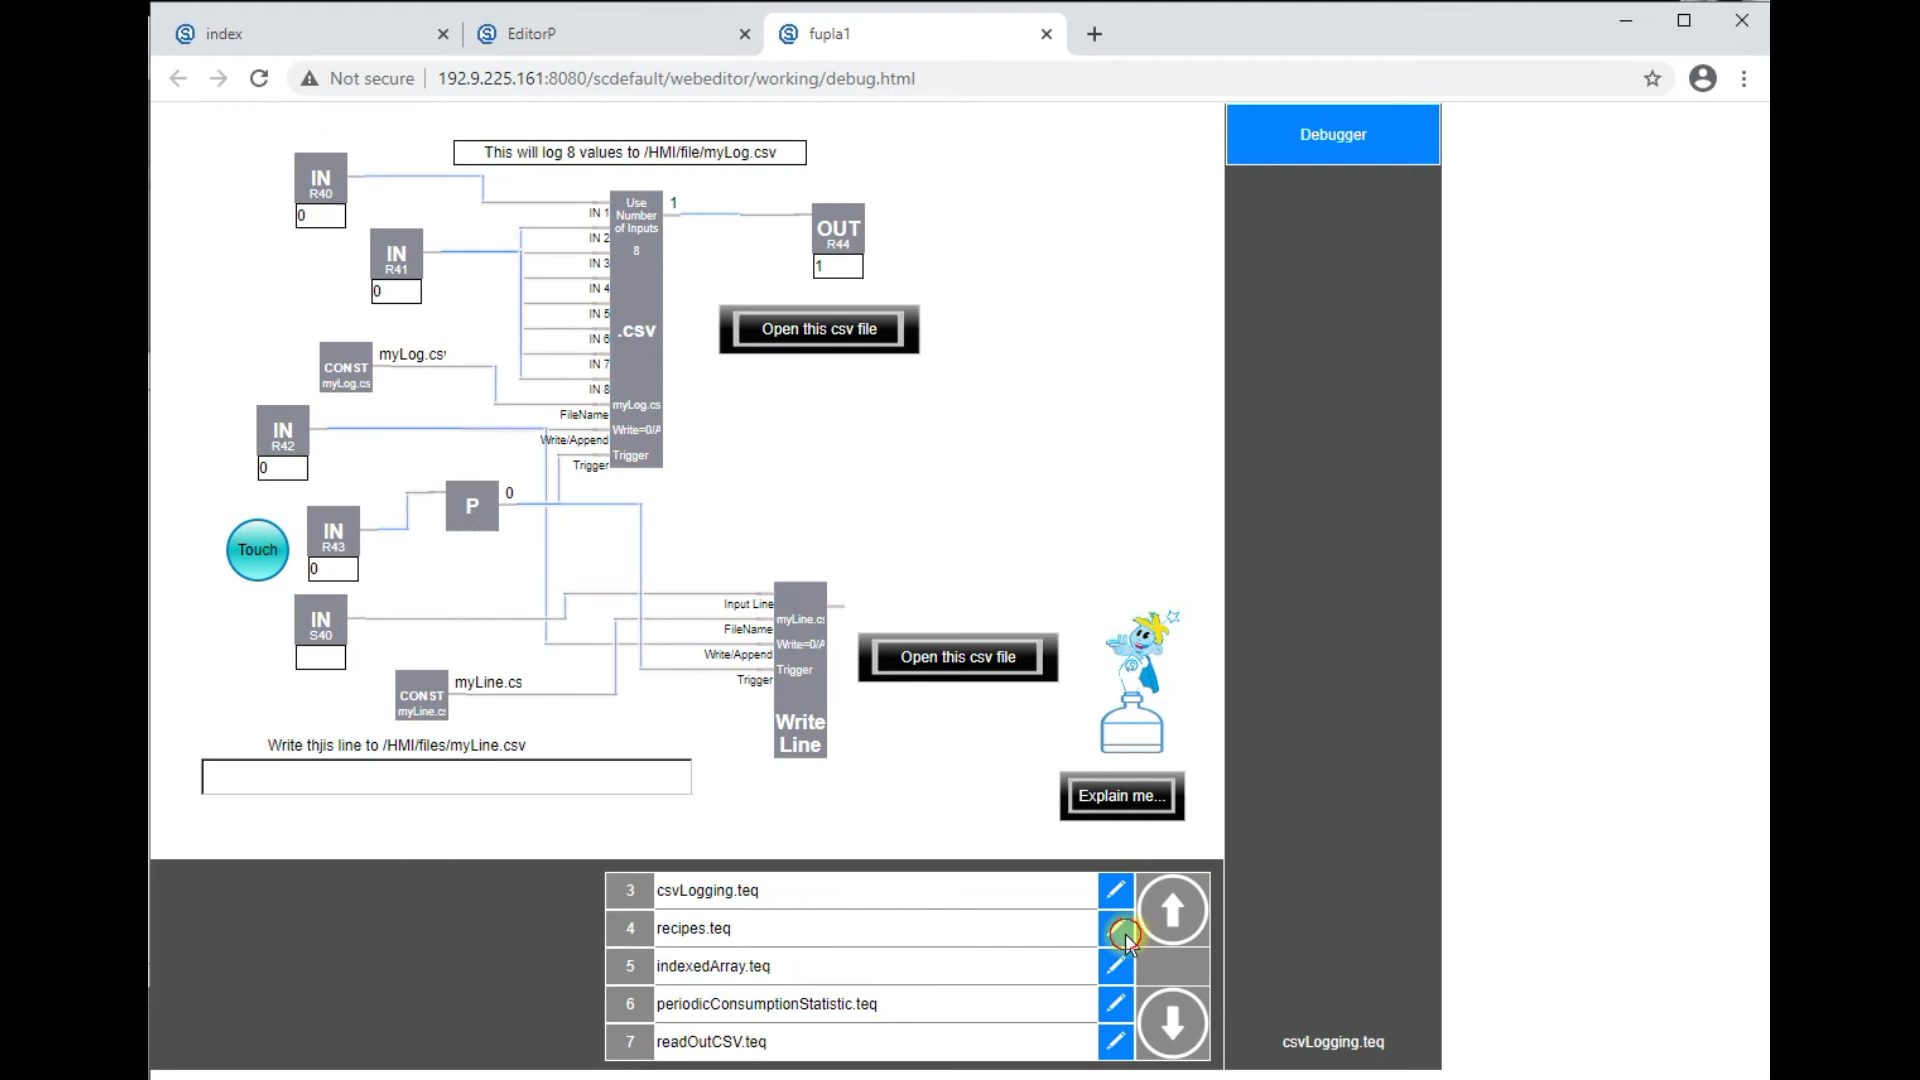 index
EditorP
fupla1
Not secure
192.9.225.161:8080/scdefault/webeditor/working/debug.html
Debugger
This will log 8 values to /HMI/file/myLog.csv
IN
R40
0
Use
Number
of Inputs
8
1
IN 1
IN 2
IN 3
IN 4
IN 5
IN 6
IN 7
IN 8
.csv
OUT
R44
1
IN
R41
0
Open this csv file
CONST
myLog.cs
myLog.cs
myLog.cs
FileName
Write/Append
Write=0/A
Trigger
Trigger
IN
R42
0
P
0
Touch
IN
R43
0
IN
S40
Input Line
FileName
Write/Append
Trigger
myLine.cs
Write=0/A
Trigger
Write
Line
Open this csv file
CONST
myLine.cs
myLine.cs
Write thjis line to /HMI/files/myLine.csv
Explain me...
3 csvLogging.teq
4 recipes.teq
5 indexedArray.teq
6 periodicConsumptionStatistic.teq
7 readOutCSV.teq
csvLogging.teq